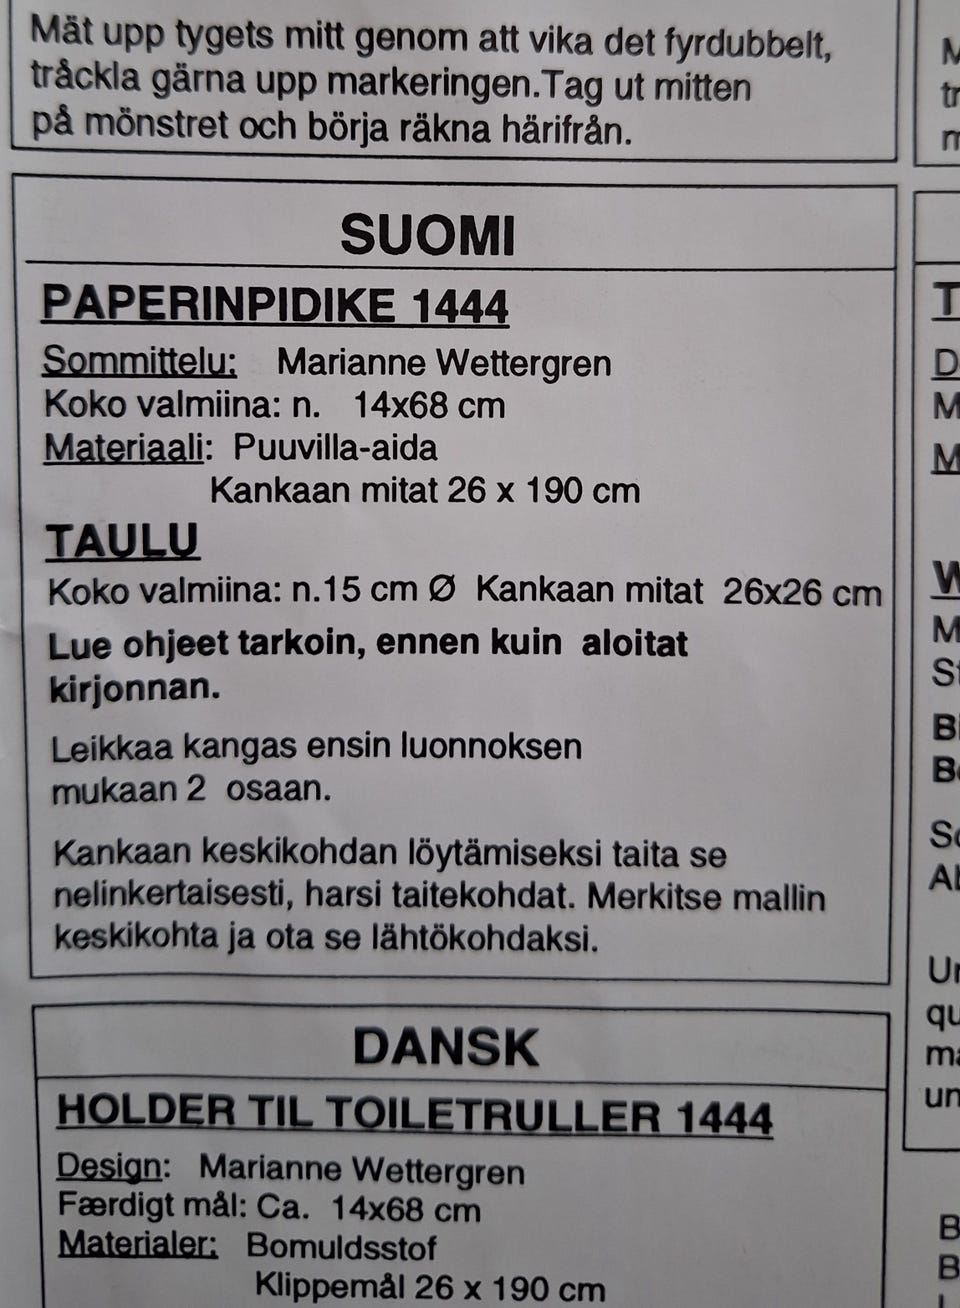 Mät upp tygets mitt genom att vika det fyrdubbelt,
tråckla gärna upp markeringen.Tag ut mitten
på mönstret och börja räkna härifrån.
SUOMI
PAPERINPIDIKE 1444
Sommittelu: Marianne Wettergren
Koko valmiina: n. 14x68 cm
Materiaali: Puuvilla-aida
Kankaan mitat 26 x 190 cm
TAULU
Koko valmiina: n.15 cm Ø Kankaan mitat 26x26 cm
Lue ohjeet tarkoin, ennen kuin aloitat
kirjonnan.
Leikkaa kangas ensin luonnoksen
mukaan 2 osaan.
Kankaan keskikohdan löytämiseksi taita se
nelinkertaisesti, harsi taitekohdat. Merkitse mallin
keskikohta ja ota se lähtökohdaksi.
DANSK
HOLDER TIL TOILETRULLER 1444
Design: Marianne Wettergren
Færdigt mål: Ca. 14x68 cm
Materialer: Bomuldsstof
Klippemål 26 x 190 cm